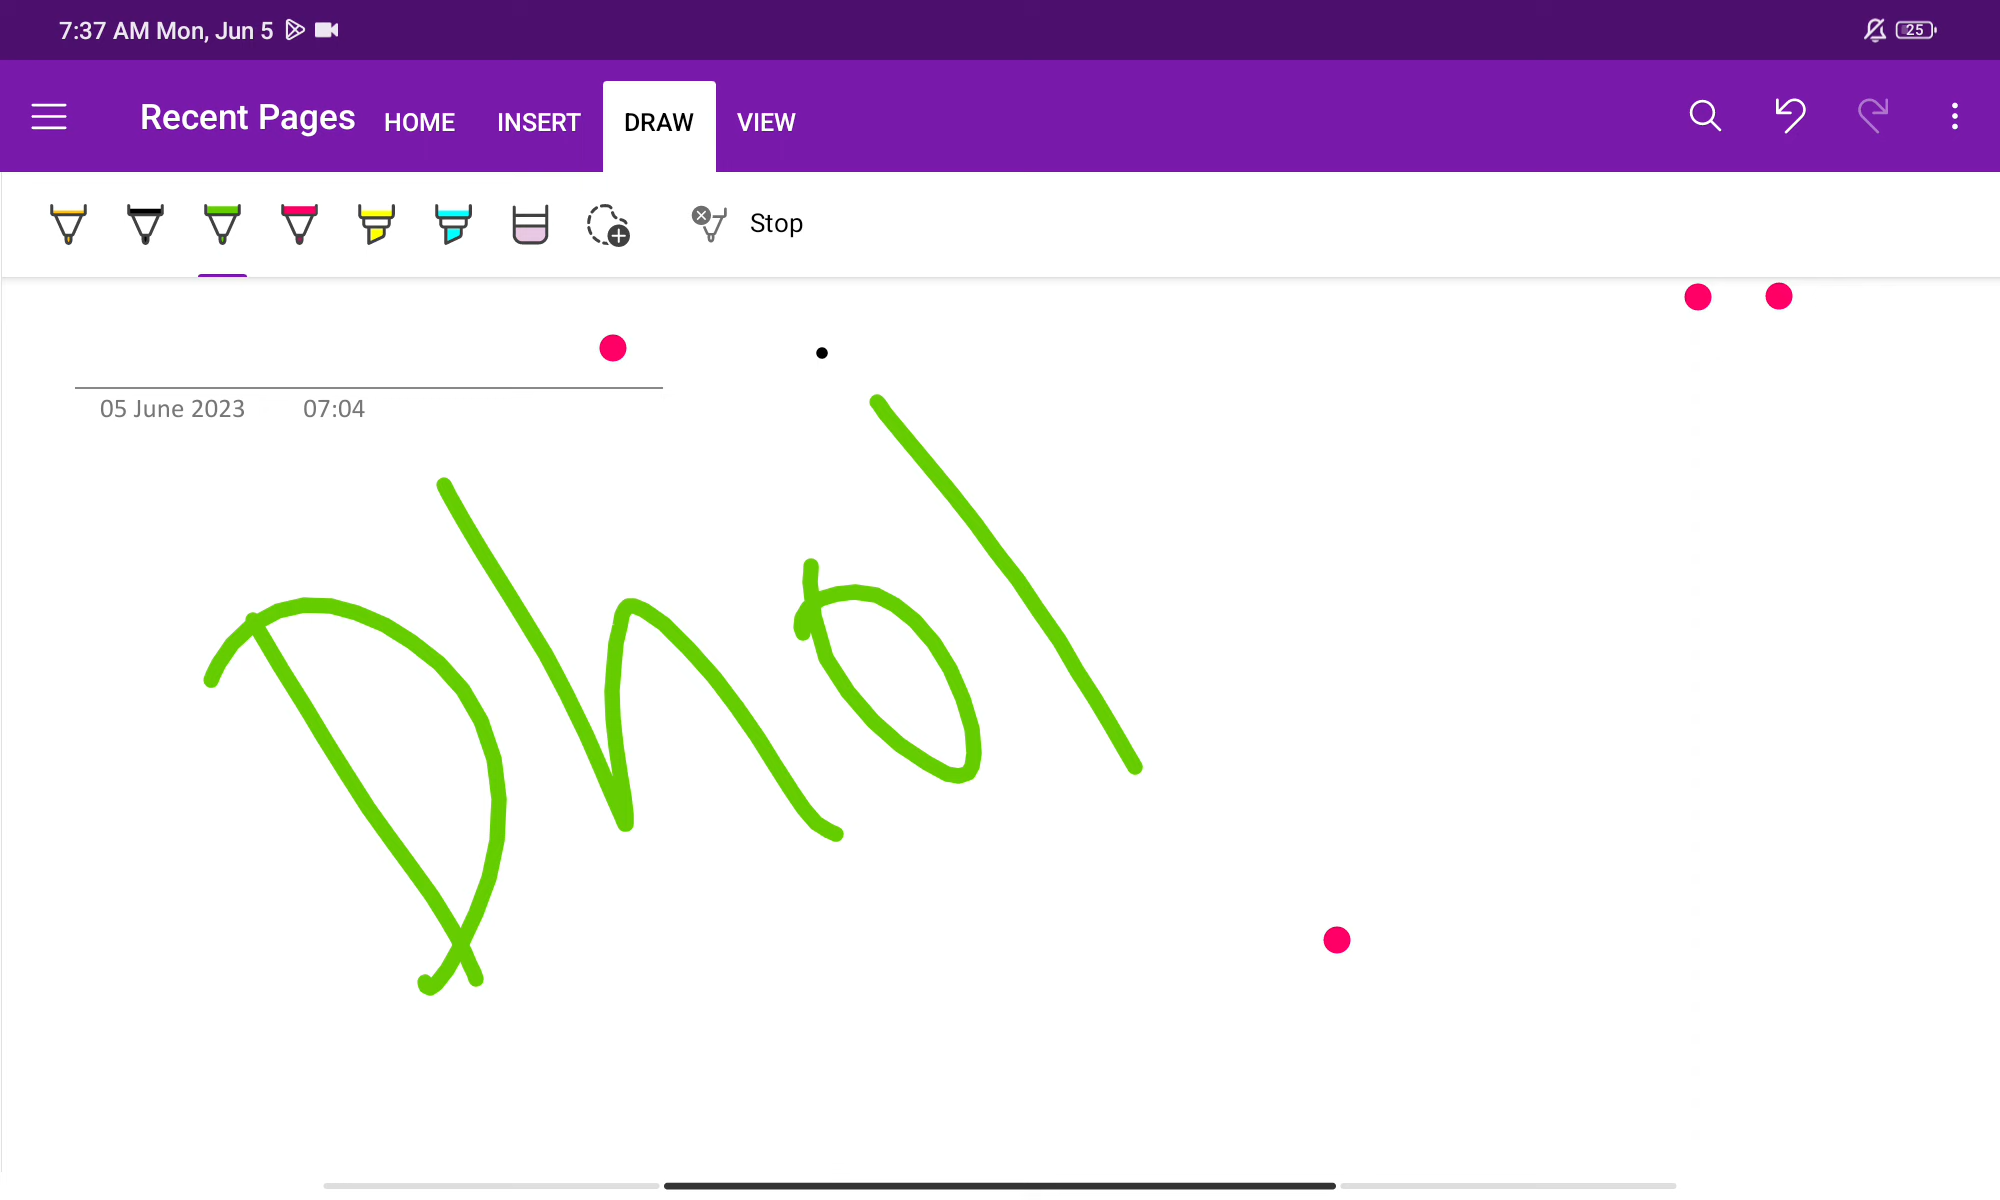 7:37 AM Mon, Jun 5
25
Recent Pages HOME INSERT DRAW VIEW
Stop
05 June 2023 07:04
Dhol